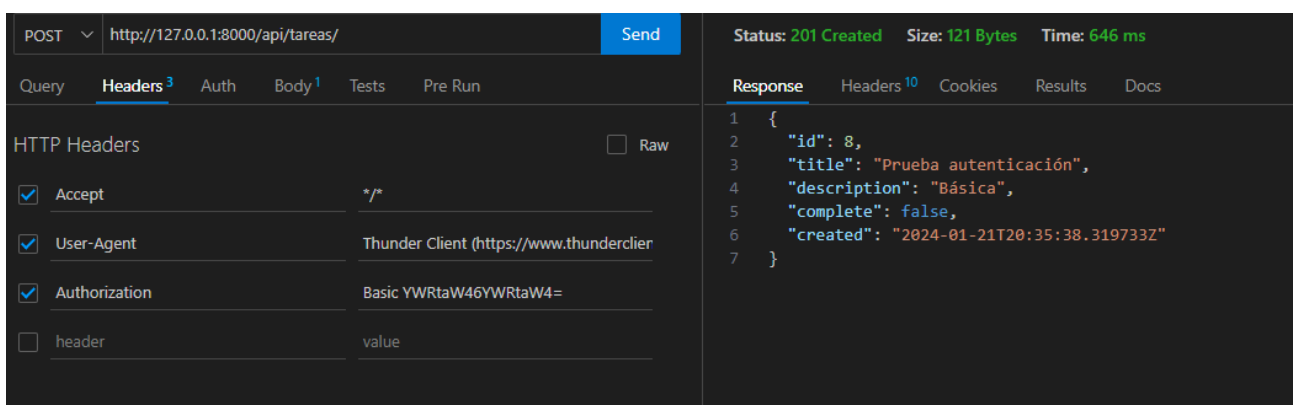 POST http://127.0.0.1:8000/api/tareas/ Send
Query Headers 3 Auth Body 1 Tests Pre Run
HTTP Headers Raw
Accept */*
User-Agent Thunder Client (https://www.thunderclien
Authorization Basic YWRtaW46YWRtaW4=
header value
Status: 201 Created Size: 121 Bytes Time: 646 ms
Response Headers 10 Cookies Results Docs
1 {
2 "id": 8,
3 "title": "Prueba autenticación",
4 "description": "Básica",
5 "complete": false,
6 "created": "2024-01-21T20:35:38.319733Z"
7 }